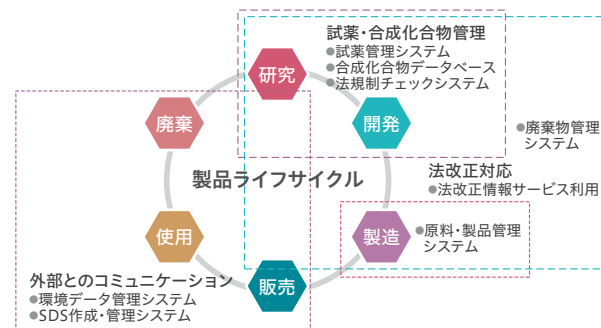 試薬・合成化合物管理
●試薬管理システム
●合成化合物データベース
●法規制チェックシステム
研究
廃棄
開発
●廃棄物管理
システム
法改正対応
●法改正情報サービス利用
製品ライフサイクル
使用
製造
●原料・製品管理
システム
外部とのコミュニケーション
●環境データ管理システム
●SDS作成・管理システム
販売